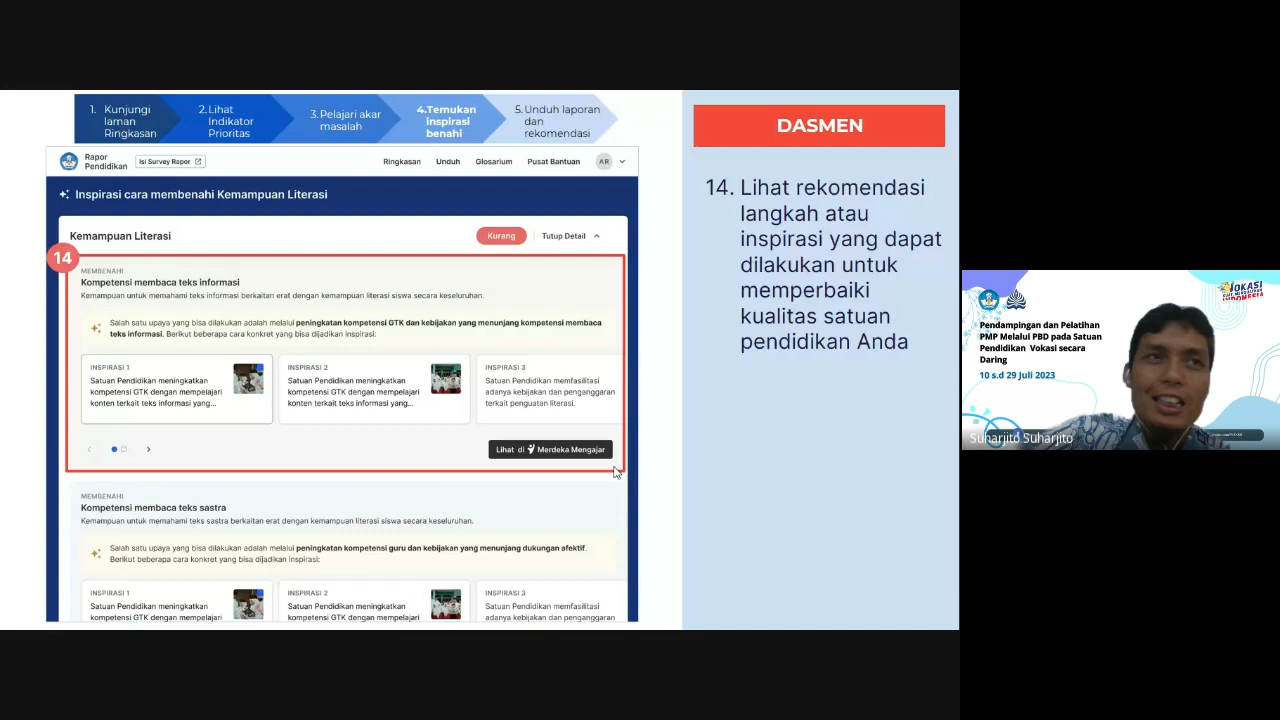 1. Kunjungi
laman
Ringkasan
2.Lihat
Indikator
Prioritas
3.Pelajari akar
masalah
4.Temukan
inspirasi
benahi
5.Unduh laporan
dan
rekomendasi
Rapor
Pendidikan
Isi Survey Rapor
Ringkasan
Unduh
Glosarium
Pusat Bantuan
AR
Inspirasi cara membenahi Kemampuan Literasi
Kemampuan Literasi
Kurang
Tutup Detail
14
MEMBENAHI
Kompetensi membaca teks informasi
Kemampuan untuk memahami teks informasi berkaitan erat dengan kemampuan literasi siswa secara keseluruhan.
Salah satu upaya yang bisa dilakukan adalah melalui peningkatan kompetensi GTK dan kebijakan yang menunjang kompetensi membaca
teks informasi. Berikut beberapa cara konkret yang bisa dijadikan inspirasi:
INSPIRASI 1
Satuan Pendidikan meningkatkan
kompetensi GTK dengan mempelajari
konten terkait teks informasi yang...
INSPIRASI 2
Satuan Pendidikan meningkatkan
kompetensi GTK dengan mempelajari
konten terkait teks informasi yang...
INSPIRASI 3
Satuan Pendidikan memfasilitasi
adanya kebijakan dan penganggaran
terkait penguatan literasi.
Lihat di Merdeka Mengajar
MEMBENAHI
Kompetensi membaca teks sastra
Kemampuan untuk memahami teks sastra berkaitan erat dengan kemampuan literasi siswa secara keseluruhan.
Salah satu upaya yang bisa dilakukan adalah melalui peningkatan kompetensi guru dan kebijakan yang menunjang dukungan afektif.
Berikut beberapa cara konkret yang bisa dijadikan inspirasi:
INSPIRASI 1
Satuan Pendidikan meningkatkan
kompetensi GTK dengan mempelajari
INSPIRASI 2
Satuan Pendidikan meningkatkan
kompetensi GTK dengan mempelajari
INSPIRASI 3
Satuan Pendidikan memfasilitasi
adanya kebijakan dan penganggaran
DASMEN
14. Lihat rekomendasi
langkah atau
inspirasi yang dapat
dilakukan untuk
memperbaiki
kualitas satuan
pendidikan Anda
Pendampingan dan Pelatihan
PMP Melalui PBD pada Satuan
Pendidikan Vokasi secara
Daring
10 s.d 29 Juli 2023
Suharjito Suharjito